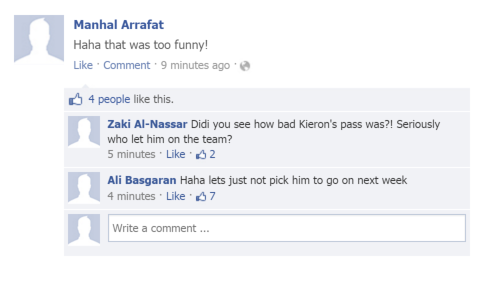 Manhal Arrafat
Haha that was too funny!
Like · Comment · 9 minutes ago ·
4 people like this.
Zaki Al-Nassar Didi you see how bad Kieron's pass was?! Seriously
who let him on the team?
5 minutes · Like · 2
Ali Basgaran Haha lets just not pick him to go on next week
4 minutes · Like · 7
Write a comment ...